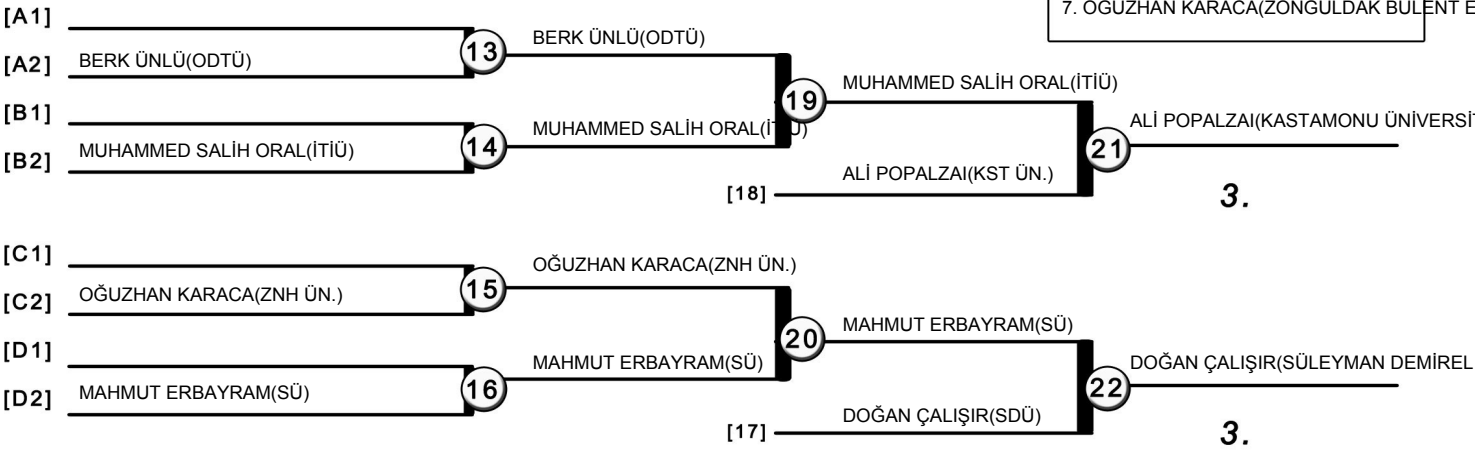 7. OĞUZHAN KARACA(ZONGULDAK BÜLENT E
[A1]
BERK ÜNLÜ(ODTÜ)
13
[A2] BERK ÜNLÜ(ODTÜ)
MUHAMMED SALİH ORAL(İTİÜ)
19
[B1]
ALİ POPALZAI(KASTAMONU ÜNİVERSİT
MUHAMMED SALİH ORAL(İTİÜ)
14
21
[B2] MUHAMMED SALİH ORAL(İTİÜ)
ALİ POPALZAI(KST ÜN.)
[18]
3.
[C1]
OĞUZHAN KARACA(ZNH ÜN.)
15
[C2] OĞUZHAN KARACA(ZNH ÜN.)
MAHMUT ERBAYRAM(SÜ)
20
[D1]
MAHMUT ERBAYRAM(SÜ)
DOĞAN ÇALIŞIR(SÜLEYMAN DEMİREL
16
22
[D2] MAHMUT ERBAYRAM(SÜ)
DOĞAN ÇALIŞIR(SDÜ)
[17]
3.